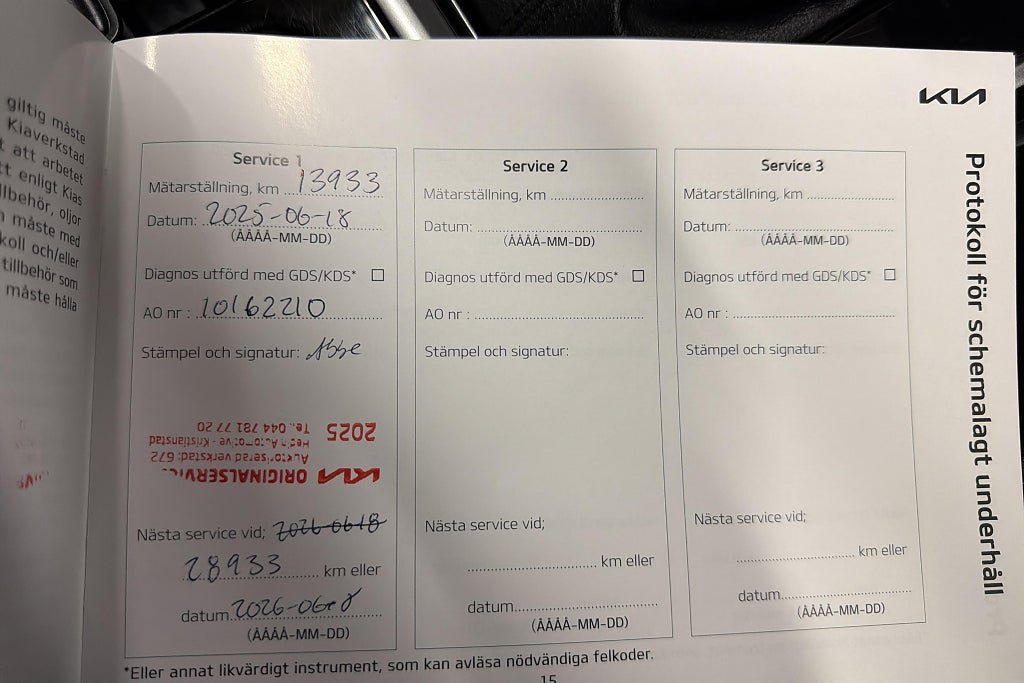 giltig måste
Kiaverkstad
att arbetet
enligt Kias
oljor
måste med
och/eller
tillbehör som
måste hålla
KIA
Protokoll för schemalagt underhåll
Service 1
Mätarställning, km 13933
Datum: 2025-06-18
(ÅÅÅÅ-MM-DD)
Diagnos utförd med GDS/KDS*
AO nr : 10162210
Stämpel och signatur:
KIA ORIGINALSERVICE
Auktoriserad verkstad: 672
Hedin Automotive - Kristianstad
2025 Te.. 044 781 77 20
Nästa service vid; 2026-0618
28933 km eller
datum 2026-06
(ÅÅÅÅ-MM-DD)
Service 2
Mätarställning, km
Datum:
(ÅÅÅÅ-MM-DD)
Diagnos utförd med GDS/KDS*
AO nr :
Stämpel och signatur:
Nästa service vid;
km eller
datum
(ÅÅÅÅ-MM-DD)
Service 3
Mätarställning, km
Datum:
(ÅÅÅÅ-MM-DD)
Diagnos utförd med GDS/KDS*
AO nr :
Stämpel och signatur:
Nästa service vid;
km eller
datum
(ÅÅÅÅ-MM-DD)
*Eller annat likvärdigt instrument, som kan avläsa nödvändiga felkoder.
15